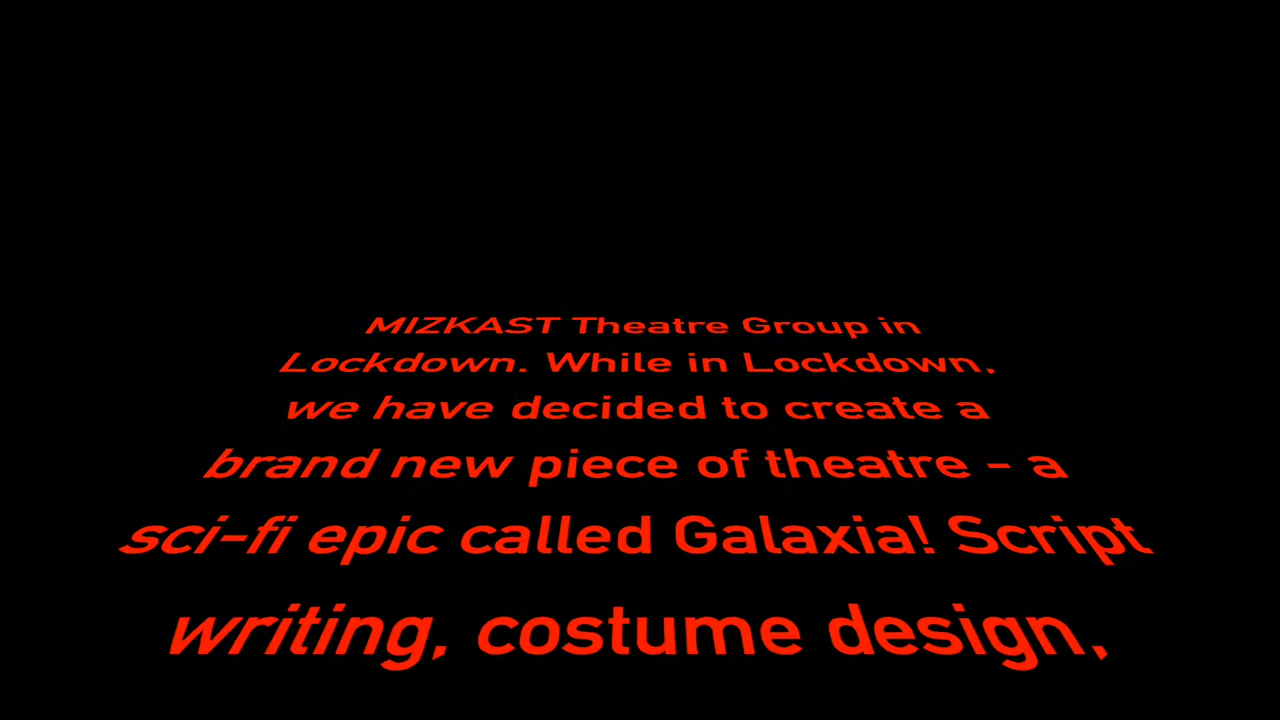 MIZKAST Theatre Group in
Lockdown. While in Lockdown,
we have decided to create a
brand new piece of theatre - a
sci-fi epic called Galaxia! Script
writing, costume design,